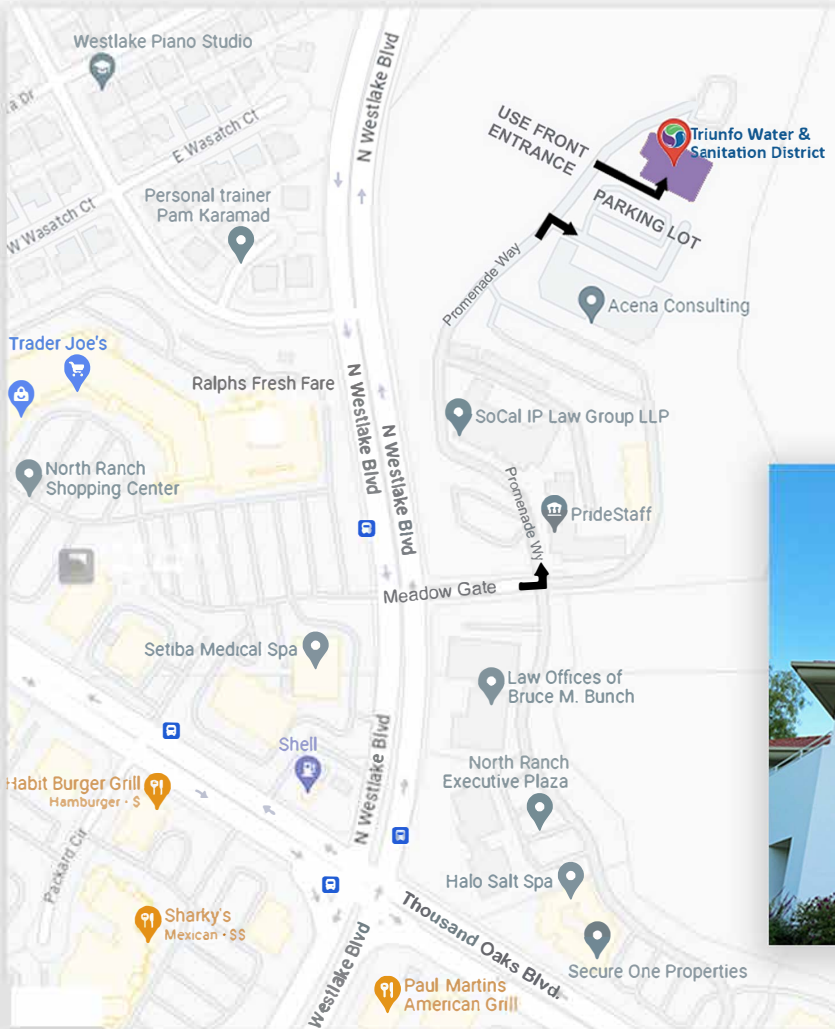 Westlake Piano Studio
N Westlake Blvd
a Dr
E Wasatch Ct
W Wasatch Ct
Personal trainer
Pam Karamad
USE FRONT
ENTRANCE
Triunfo Water &
Sanitation District
PARKING LOT
Promenade Way
Acena Consulting
Trader Joe's
Ralphs Fresh Fare
N Westlake Blvd
N Westlake Blvd
SoCal IP Law Group LLP
North Ranch
Shopping Center
Promenade Wy
PrideStaff
Meadow Gate
Setiba Medical Spa
Law Offices of
Bruce M. Bunch
Shell
N Westlake Blvd
North Ranch
Executive Plaza
Habit Burger Grill
Hamburger · $
Packard Cir
Halo Salt Spa
Sharky's
Mexican · $$
Thousand Oaks Blvd.
Westlake Blvd
Secure One Properties
Paul Martins
American Grill